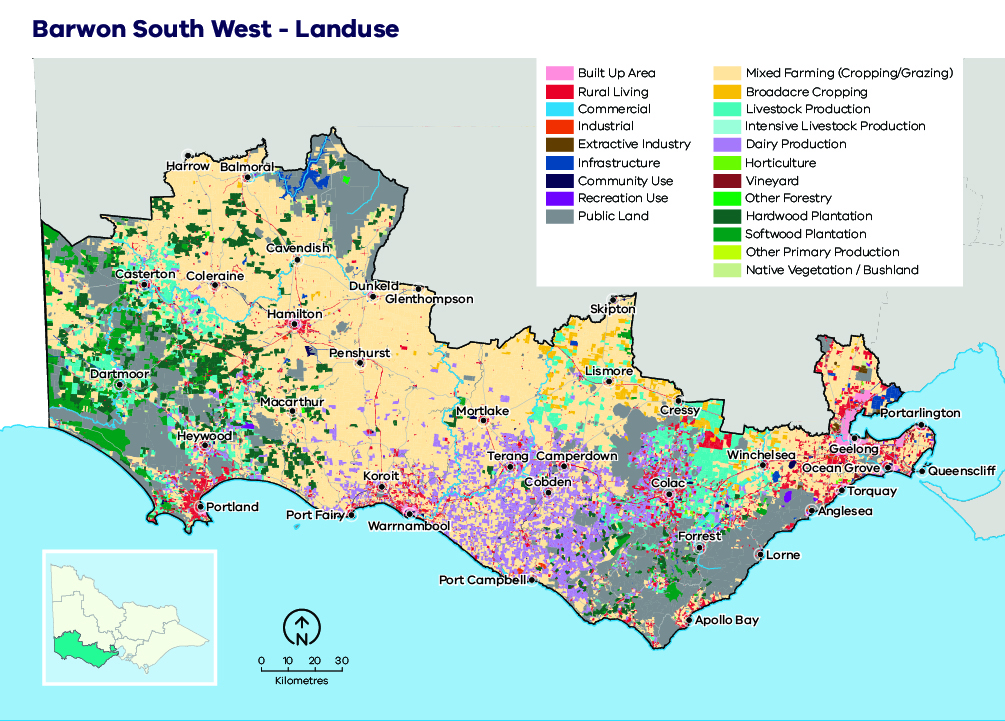 Barwon South West - Landuse
Built Up Area
Rural Living
Commercial
Industrial
Extractive Industry
Infrastructure
Community Use
Recreation Use
Public Land
Mixed Farming (Cropping/Grazing)
Broadacre Cropping
Livestock Production
Intensive Livestock Production
Dairy Production
Horticulture
Vineyard
Other Forestry
Hardwood Plantation
Softwood Plantation
Other Primary Production
Native Vegetation / Bushland
Harrow
Balmoral
Cavendish
Casterton
Coleraine
Dunkeld
Glenthompson
Hamilton
Skipton
Penshurst
Lismore
Dartmoor
Macarthur
Mortlake
Cressy
Portarlington
Heywood
Geelong
Terang
Camperdown
Winchelsea
Ocean Grove
Queenscliff
Koroit
Cobden
Colac
Torquay
Portland
Port Fairy
Warrnambool
Anglesea
Forrest
Lorne
Port Campbell
Apollo Bay
N
0 10 20 30
Kilometres